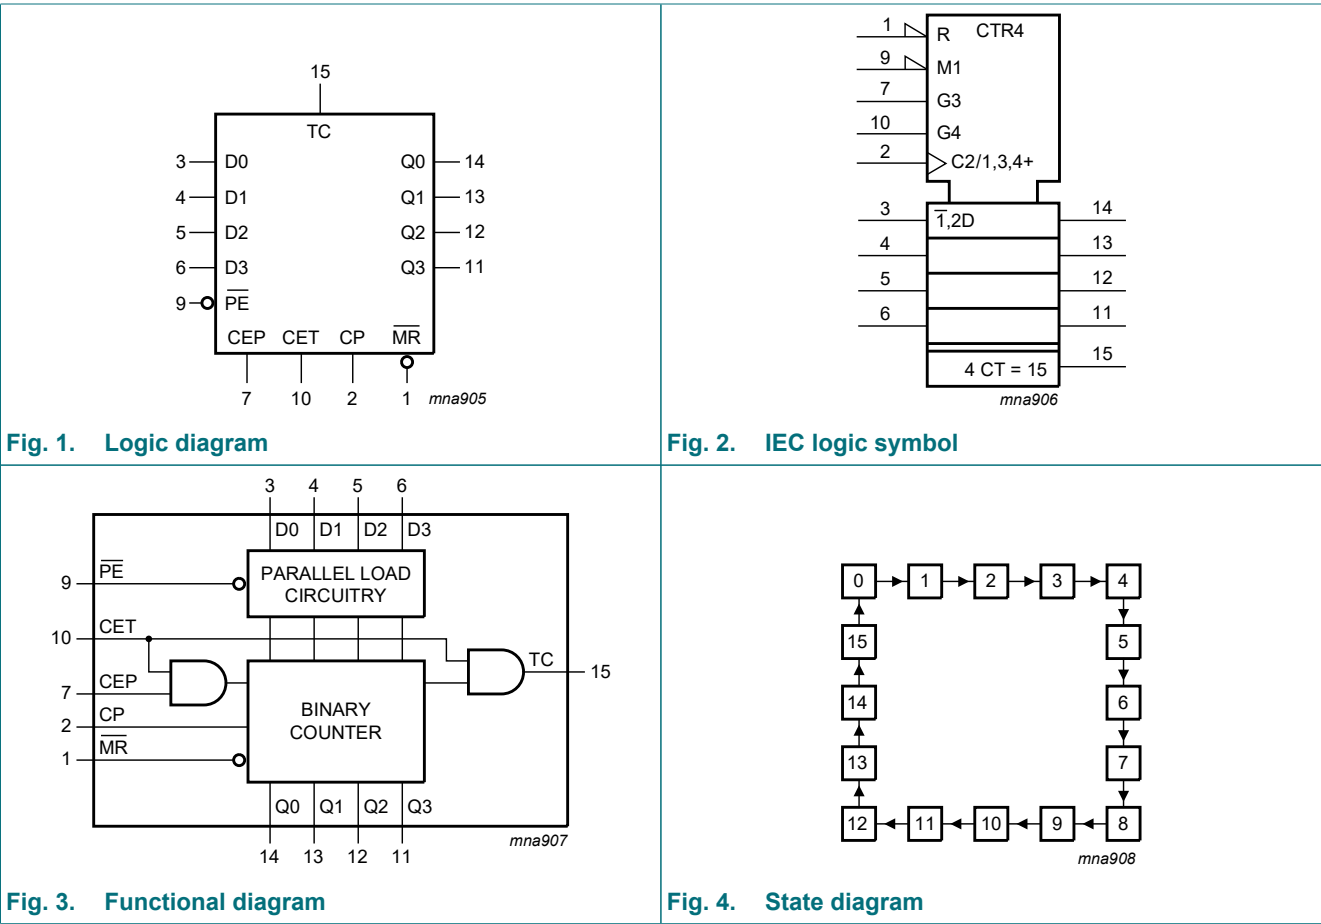 15
TC
3 D0 Q0 14
4 D1 Q1 13
5 D2 Q2 12
6 D3 Q3 11
9 P̅E̅
CEP CET CP M̅R̅
7 10 2 1 mna905
Fig. 1. Logic diagram
1 R CTR4
9 M1
7 G3
10 G4
2 C2/1,3,4+
3 1̅,2D 14
4 13
5 12
6 11
4 CT = 15 15
mna906
Fig. 2. IEC logic symbol
3 4 5 6
D0 D1 D2 D3
9 P̅E̅ PARALLEL LOAD
CIRCUITRY
10 CET
TC 15
7 CEP
2 CP BINARY
COUNTER
1 M̅R̅
Q0 Q1 Q2 Q3
14 13 12 11
mna907
Fig. 3. Functional diagram
0 1 2 3 4
15 5
14 6
13 7
12 11 10 9 8
mna908
Fig. 4. State diagram